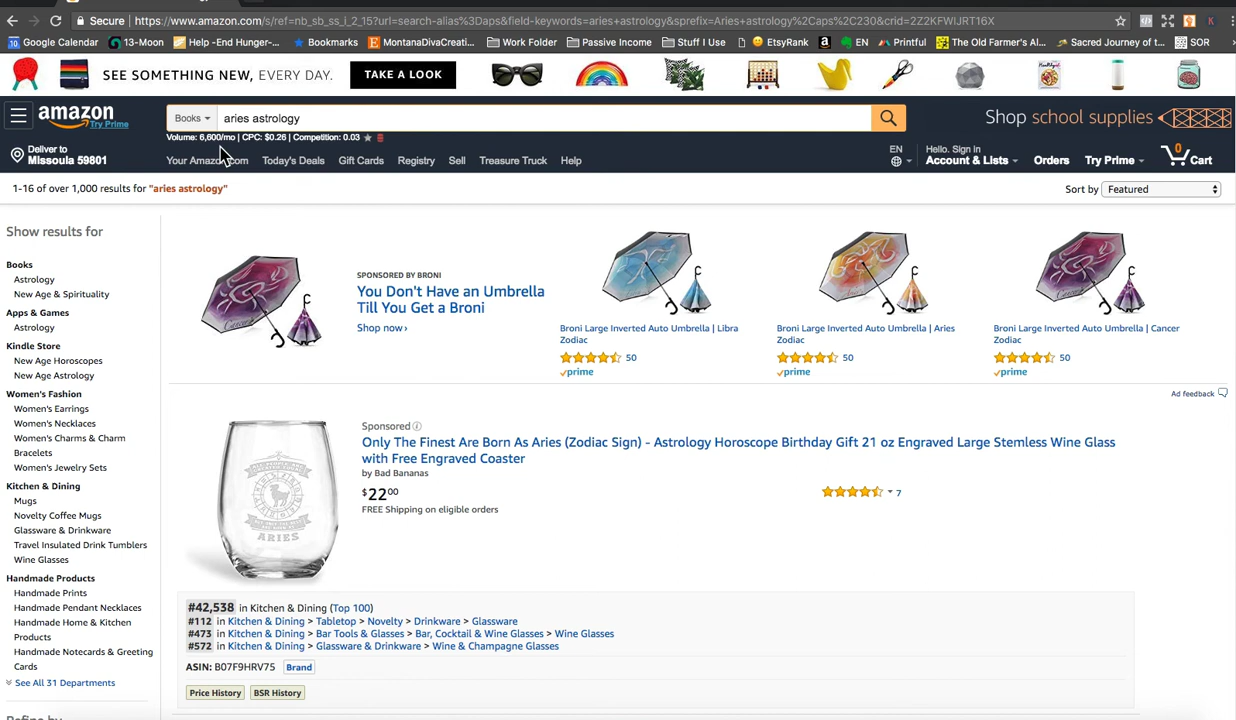 Secure https://www.amazon.com/s/ref=nb_sb_ss_i_2_15?url=search-alias%3Daps&field-keywords=aries+astrology&sprefix=Aries+astrology%2Caps%2C230&crid=2Z2KFWIJRT16X
Google Calendar 13-Moon Help -End Hunger-... Bookmarks MontanaDivaCreati... Work Folder Passive Income Stuff I Use EtsyRank EN Printful The Old Farmer's Al... Sacred Journey of t... SOR
SEE SOMETHING NEW, EVERY DAY. TAKE A LOOK
amazon
Try Prime
Books aries astrology
Shop school supplies
Volume: 6,600/mo | CPC: $0.26 | Competition: 0.03
Deliver to
Missoula 59801
Your Amazon.com Today's Deals Gift Cards Registry Sell Treasure Truck Help
EN
Hello. Sign in
Account & Lists Orders Try Prime 0 Cart
1-16 of over 1,000 results for "aries astrology"
Sort by Featured
Show results for
Books
Astrology
New Age & Spirituality
Apps & Games
Astrology
Kindle Store
New Age Horoscopes
New Age Astrology
Women's Fashion
Women's Earrings
Women's Necklaces
Women's Charms & Charm
Bracelets
Women's Jewelry Sets
Kitchen & Dining
Mugs
Novelty Coffee Mugs
Glassware & Drinkware
Travel Insulated Drink Tumblers
Wine Glasses
Handmade Products
Handmade Prints
Handmade Pendant Necklaces
Handmade Home & Kitchen
Products
Handmade Notecards & Greeting
Cards
See All 31 Departments
SPONSORED BY BRONI
You Don't Have an Umbrella
Till You Get a Broni
Shop now ›
Broni Large Inverted Auto Umbrella | Libra
Zodiac
50
prime
Broni Large Inverted Auto Umbrella | Aries
Zodiac
50
prime
Broni Large Inverted Auto Umbrella | Cancer
Zodiac
50
prime
Ad feedback
Sponsored
Only The Finest Are Born As Aries (Zodiac Sign) - Astrology Horoscope Birthday Gift 21 oz Engraved Large Stemless Wine Glass
with Free Engraved Coaster
by Bad Bananas
$22 00
FREE Shipping on eligible orders
7
ARIES
#42,538 in Kitchen & Dining (Top 100)
#112 in Kitchen & Dining > Tabletop > Novelty > Drinkware > Glassware
#473 in Kitchen & Dining > Bar Tools & Glasses > Bar, Cocktail & Wine Glasses > Wine Glasses
#572 in Kitchen & Dining > Glassware & Drinkware > Wine & Champagne Glasses
ASIN: B07F9HRV75 Brand
Price History BSR History